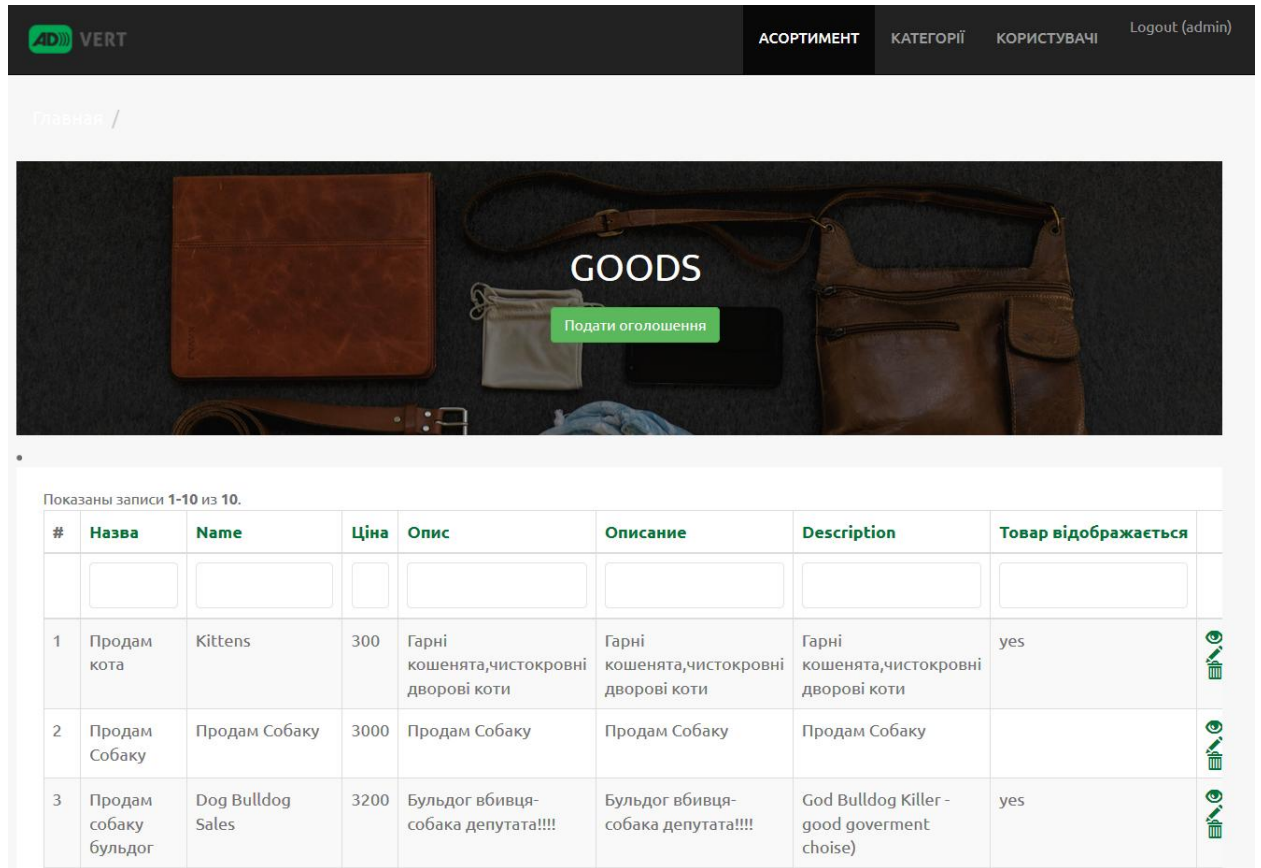 AD))) VERT
АСОРТИМЕНТ КАТЕГОРІЇ КОРИСТУВАЧІ Logout (admin)
Главная /
GOODS
Подати оголошення
Показаны записи 1-10 из 10.
# Назва Name Ціна Опис Описание Description Товар відображається
1 Продам Kittens 300 Гарні Гарні Гарні yes
кота кошенята,чистокровні кошенята,чистокровні кошенята,чистокровні
дворові коти дворові коти дворові коти
2 Продам Продам Собаку 3000 Продам Собаку Продам Собаку Продам Собаку
Собаку
3 Продам Dog Bulldog 3200 Бульдог вбивця- Бульдог вбивця- God Bulldog Killer - yes
собаку Sales собака депутата!!!! собака депутата!!!! good goverment
бульдог choise)